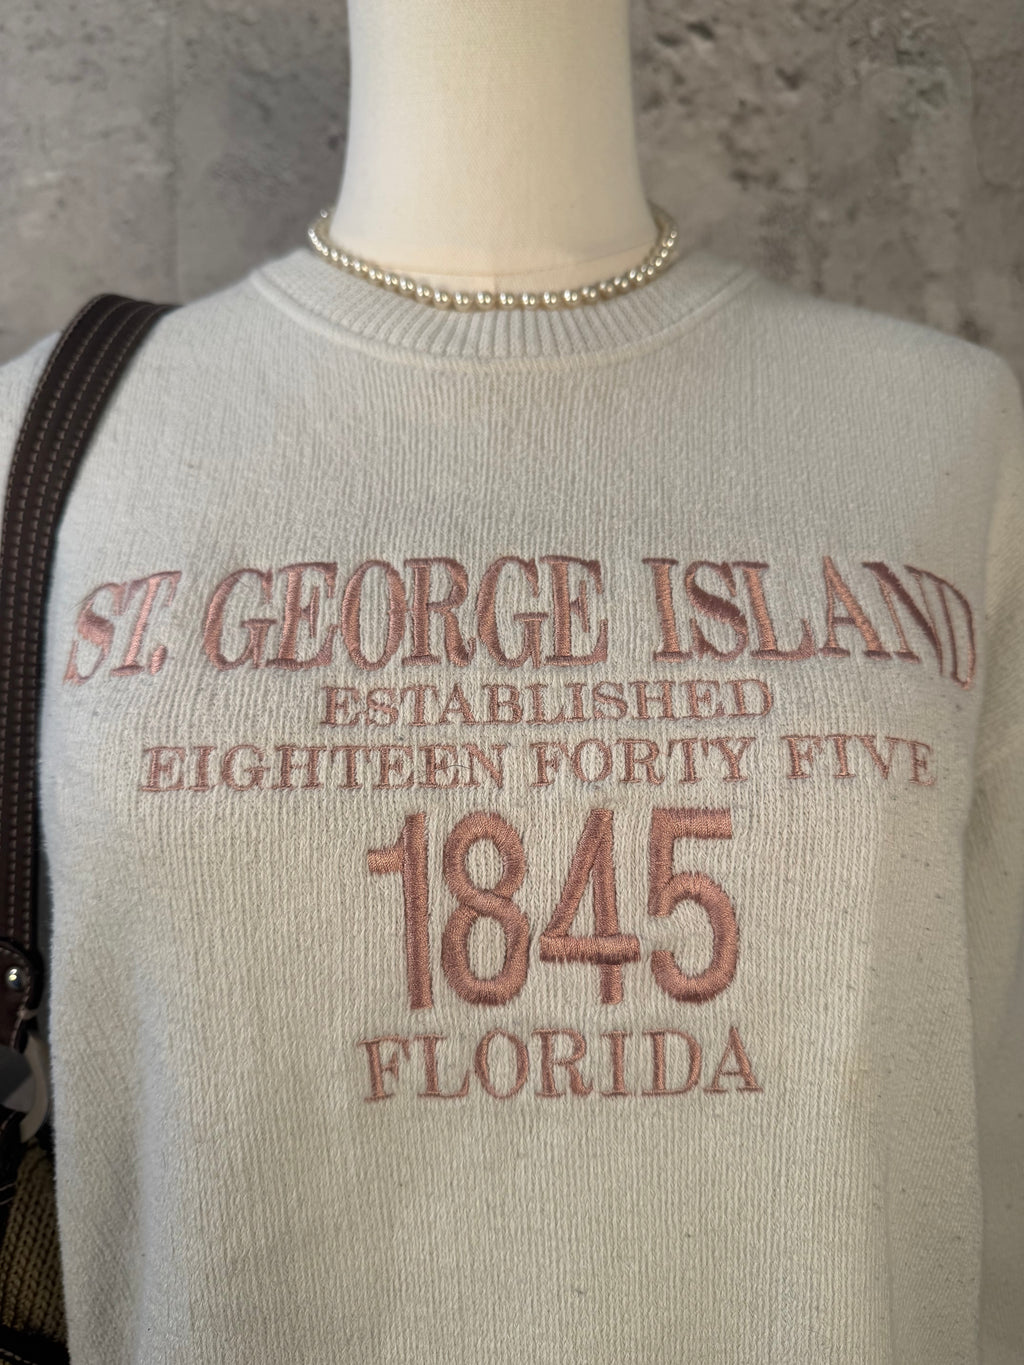 ST. GEORGE ISLAND
ESTABLISHED
EIGHTEEN FORTY FIVE
1845
FLORIDA